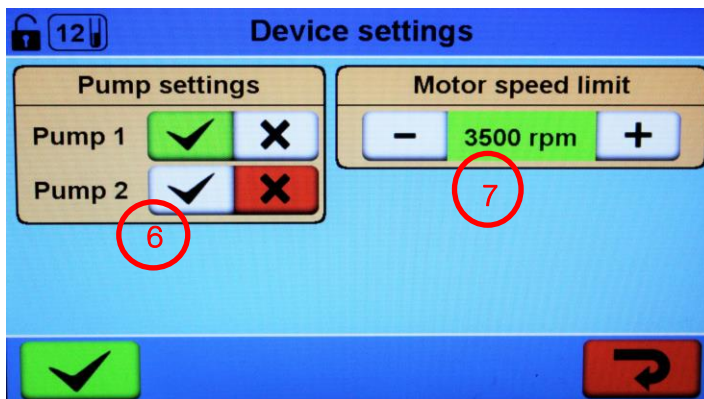 12
Device settings
Pump settings
Pump 1
Pump 2
Motor speed limit
- 3500 rpm +
6
7